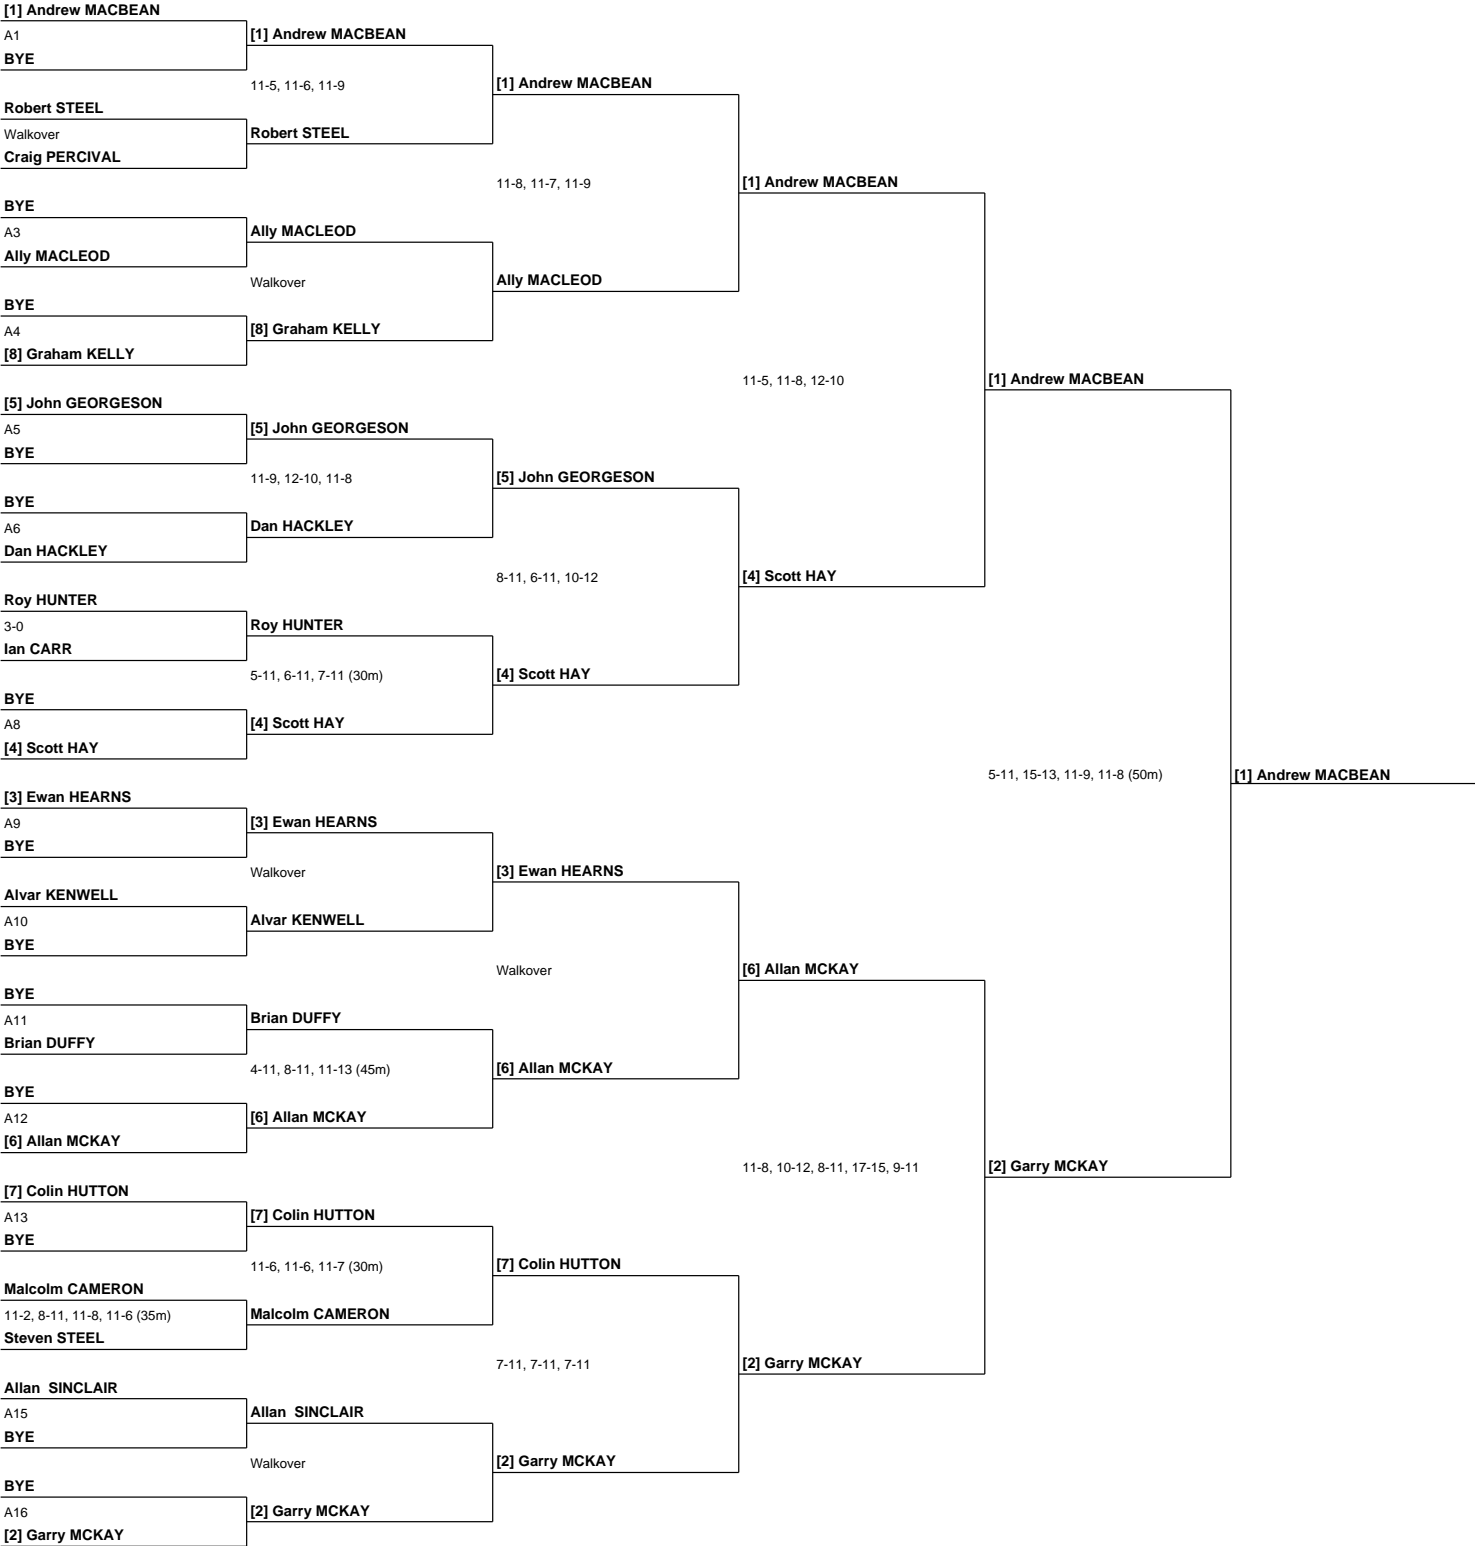 [1] Andrew MACBEAN
A1
BYE
Robert STEEL
Walkover
Craig PERCIVAL
BYE
A3
Ally MACLEOD
BYE
A4
[8] Graham KELLY
[5] John GEORGESON
A5
BYE
BYE
A6
Dan HACKLEY
Roy HUNTER
3-0
Ian CARR
BYE
A8
[4] Scott HAY
[3] Ewan HEARNS
A9
BYE
Alvar KENWELL
A10
BYE
BYE
A11
Brian DUFFY
BYE
A12
[6] Allan MCKAY
[7] Colin HUTTON
A13
BYE
Malcolm CAMERON
11-2, 8-11, 11-8, 11-6 (35m)
Steven STEEL
Allan  SINCLAIR
A15
BYE
BYE
A16
[2] Garry MCKAY
[1] Andrew MACBEAN
11-5, 11-6, 11-9
Robert STEEL
Ally MACLEOD
Walkover
[8] Graham KELLY
[5] John GEORGESON
11-9, 12-10, 11-8
Dan HACKLEY
Roy HUNTER
5-11, 6-11, 7-11 (30m)
[4] Scott HAY
[3] Ewan HEARNS
Walkover
Alvar KENWELL
Brian DUFFY
4-11, 8-11, 11-13 (45m)
[6] Allan MCKAY
[7] Colin HUTTON
11-6, 11-6, 11-7 (30m)
Malcolm CAMERON
Allan  SINCLAIR
Walkover
[2] Garry MCKAY
[1] Andrew MACBEAN
11-8, 11-7, 11-9
Ally MACLEOD
[5] John GEORGESON
8-11, 6-11, 10-12
[4] Scott HAY
[3] Ewan HEARNS
Walkover
[6] Allan MCKAY
[7] Colin HUTTON
7-11, 7-11, 7-11
[2] Garry MCKAY
[1] Andrew MACBEAN
11-5, 11-8, 12-10
[4] Scott HAY
[6] Allan MCKAY
11-8, 10-12, 8-11, 17-15, 9-11
[2] Garry MCKAY
[1] Andrew MACBEAN
5-11, 15-13, 11-9, 11-8 (50m)
[2] Garry MCKAY
[1] Andrew MACBEAN